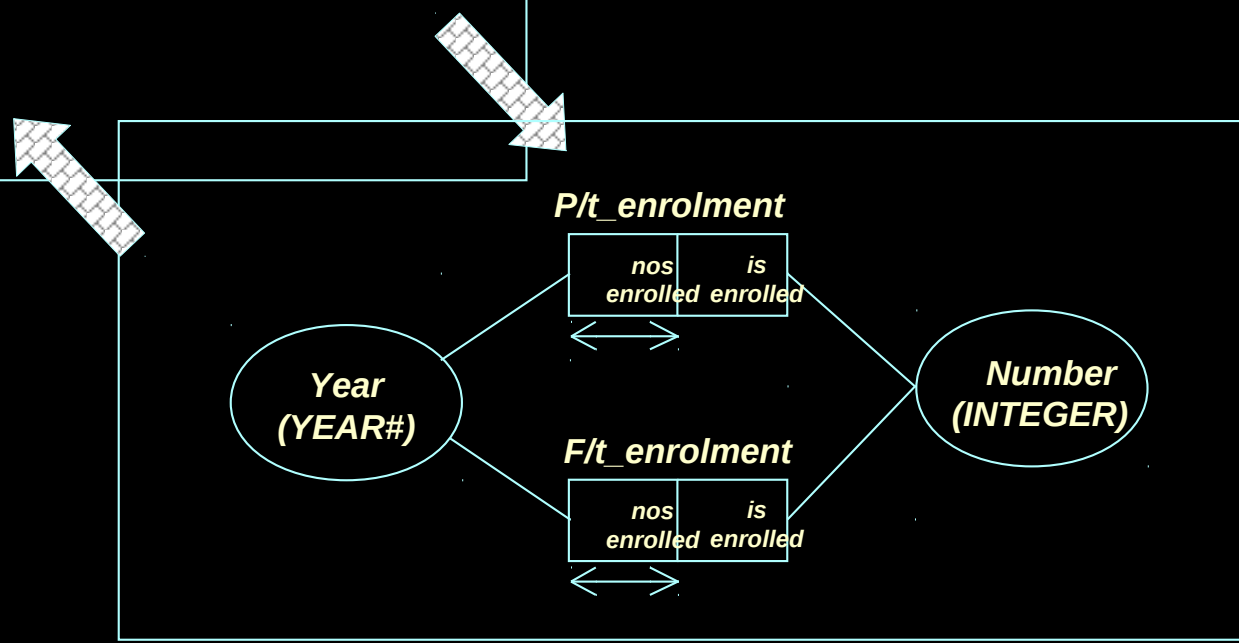 P/t_enrolment
nos is
enrolled enrolled
Year
(YEAR#)
Number
(INTEGER)
F/t_enrolment
nos is
enrolled enrolled